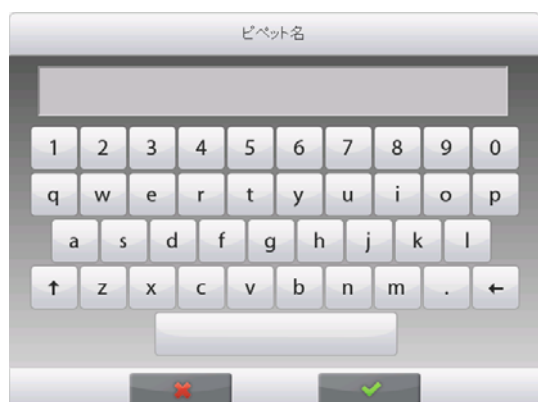 ピペット名
1 2 3 4 5 6 7 8 9 0
q w e r t y u i o p
a s d f g h j k l
↑ z x c v b n m . ←